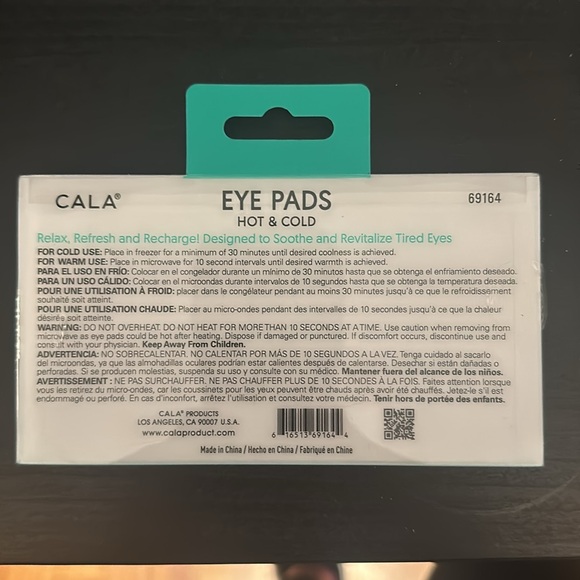 CALA®
EYE PADS
HOT & COLD
69164
Relax, Refresh and Recharge! Designed to Soothe and Revitalize Tired Eyes
FOR COLD USE: Place in freezer for a minimum of 30 minutes until desired coolness is achieved.
FOR WARM USE: Place in microwave for 10 second intervals until desired warmth is achieved.
PARA EL USO EN FRÍO: Colocar en el congelador durante un mínimo de 30 minutos hasta que se obtenga el enfriamiento deseado.
PARA UN USO CÁLIDO: Colocar en el microondas durante intervalos de 10 segundos hasta que se obtenga la temperatura deseada.
POUR UNE UTILISATION À FROID: placer dans le congélateur pendant au moins 30 minutes jusqu'à ce que le refroidissement
souhaité soit atteint.
POUR UNE UTILISATION CHAUDE: Placer au micro-ondes pendant des intervalles de 10 secondes jusqu'à ce que la chaleur
désirée soit atteinte.
WARNING: DO NOT OVERHEAT. DO NOT HEAT FOR MORE THAN 10 SECONDS AT A TIME. Use caution when removing from
microwave as eye pads could be hot after heating. Dispose if damaged or punctured. If discomfort occurs, discontinue use and
consult with your physician. Keep Away From Children.
ADVERTENCIA: NO SOBRECALENTAR. NO CALENTAR POR MÁS DE 10 SEGUNDOS A LA VEZ. Tenga cuidado al sacarlo
del microondas, ya que las almohadillas oculares podrían estar calientes después de calentarse. Desechar si están dañadas o
perforadas. Si se producen molestias, suspenda su uso y consulte con su médico. Mantener fuera del alcance de los niños.
AVERTISSEMENT : NE PAS SURCHAUFFER. NE PAS CHAUFFER PLUS DE 10 SECONDES À LA FOIS. Faites attention lorsque
vous les retirez du micro-ondes, car les coussinets pour les yeux peuvent être chauds après avoir été chauffés. Jetez-le s'il est
endommagé ou perforé. En cas d'inconfort, arrêtez l'utilisation et consultez votre médecin. Tenir hors de portée des enfants.
CALA® PRODUCTS
LOS ANGELES, CA 90007 U.S.A.
www.calaproduct.com
6 16513 69164 4
Made in China / Hecho en China / Fabriqué en Chine